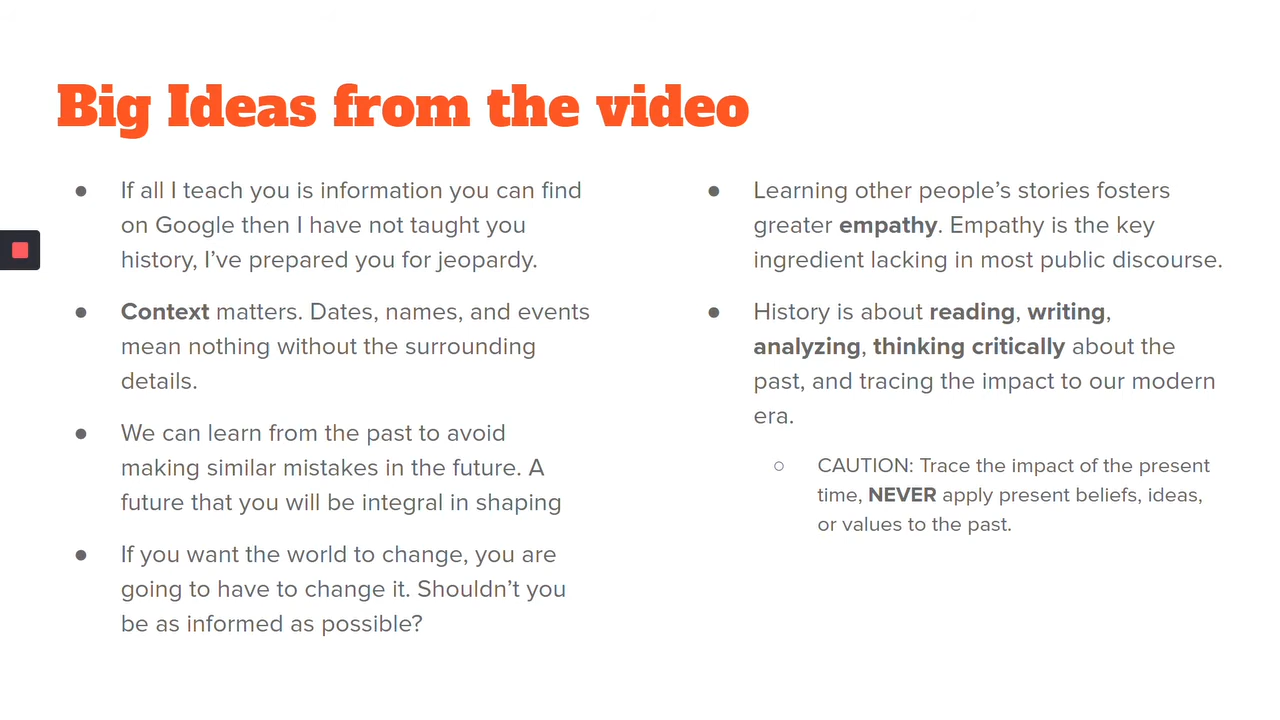 Big Ideas from the video
● If all I teach you is information you can find
on Google then I have not taught you
history, I’ve prepared you for jeopardy.
● Context matters. Dates, names, and events
mean nothing without the surrounding
details.
● We can learn from the past to avoid
making similar mistakes in the future. A
future that you will be integral in shaping
● If you want the world to change, you are
going to have to change it. Shouldn’t you
be as informed as possible?
● Learning other people’s stories fosters
greater empathy. Empathy is the key
ingredient lacking in most public discourse.
● History is about reading, writing,
analyzing, thinking critically about the
past, and tracing the impact to our modern
era.
○ CAUTION: Trace the impact of the present
time, NEVER apply present beliefs, ideas,
or values to the past.